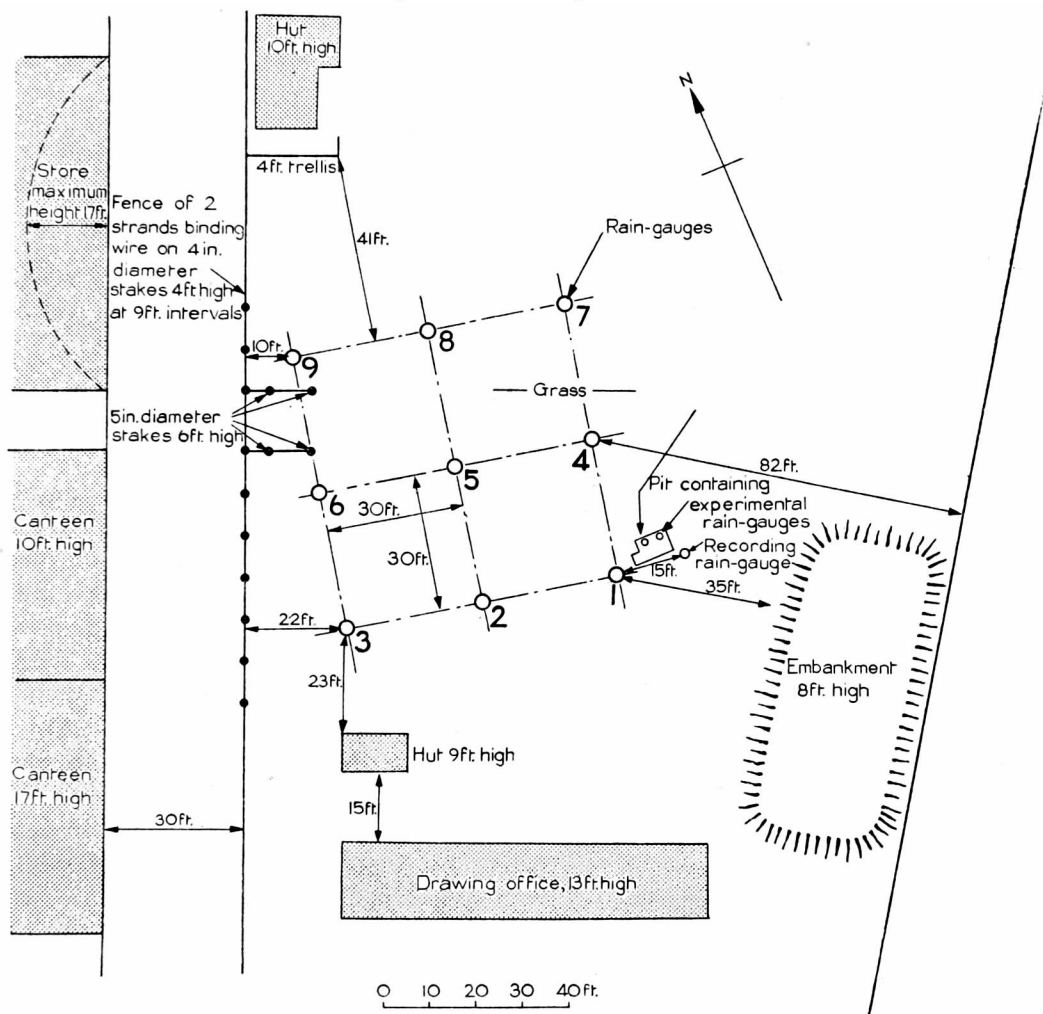 Hut
10ft. high
N
4ft. trellis
Store
maximum
height 17ft.
Fence of 2
strands binding
wire on 4in.
diameter
stakes 4ft high
at 9ft. intervals
41ft.
Rain-gauges
7
8
10ft.
9
Grass
5in. diameter
stakes 6ft. high
4
82ft.
5
6
Pit containing
experimental
rain-gauges
30ft.
Canteen
10ft. high
30ft.
Recording
rain-gauge
15ft.
1
35ft.
2
22ft.
3
23ft.
Embankment
8ft. high
Hut 9ft. high
Canteen
17ft. high
15ft.
30ft.
Drawing office, 13ft. high
0 10 20 30 40ft.